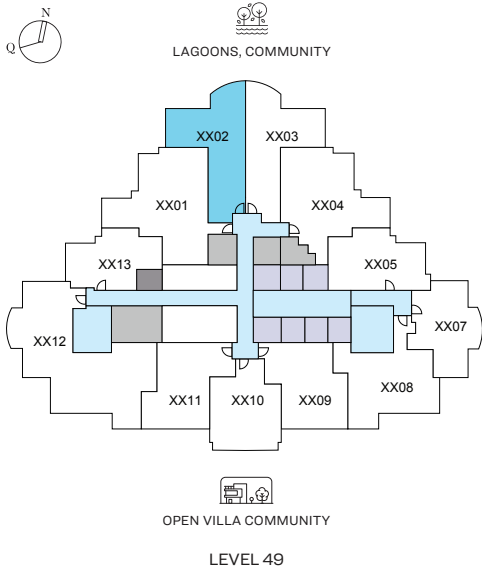 N
Q
LAGOONS, COMMUNITY
XX02 XX03
XX01 XX04
XX13 XX05
XX12 XX07
XX11 XX10 XX09 XX08
OPEN VILLA COMMUNITY
LEVEL 49